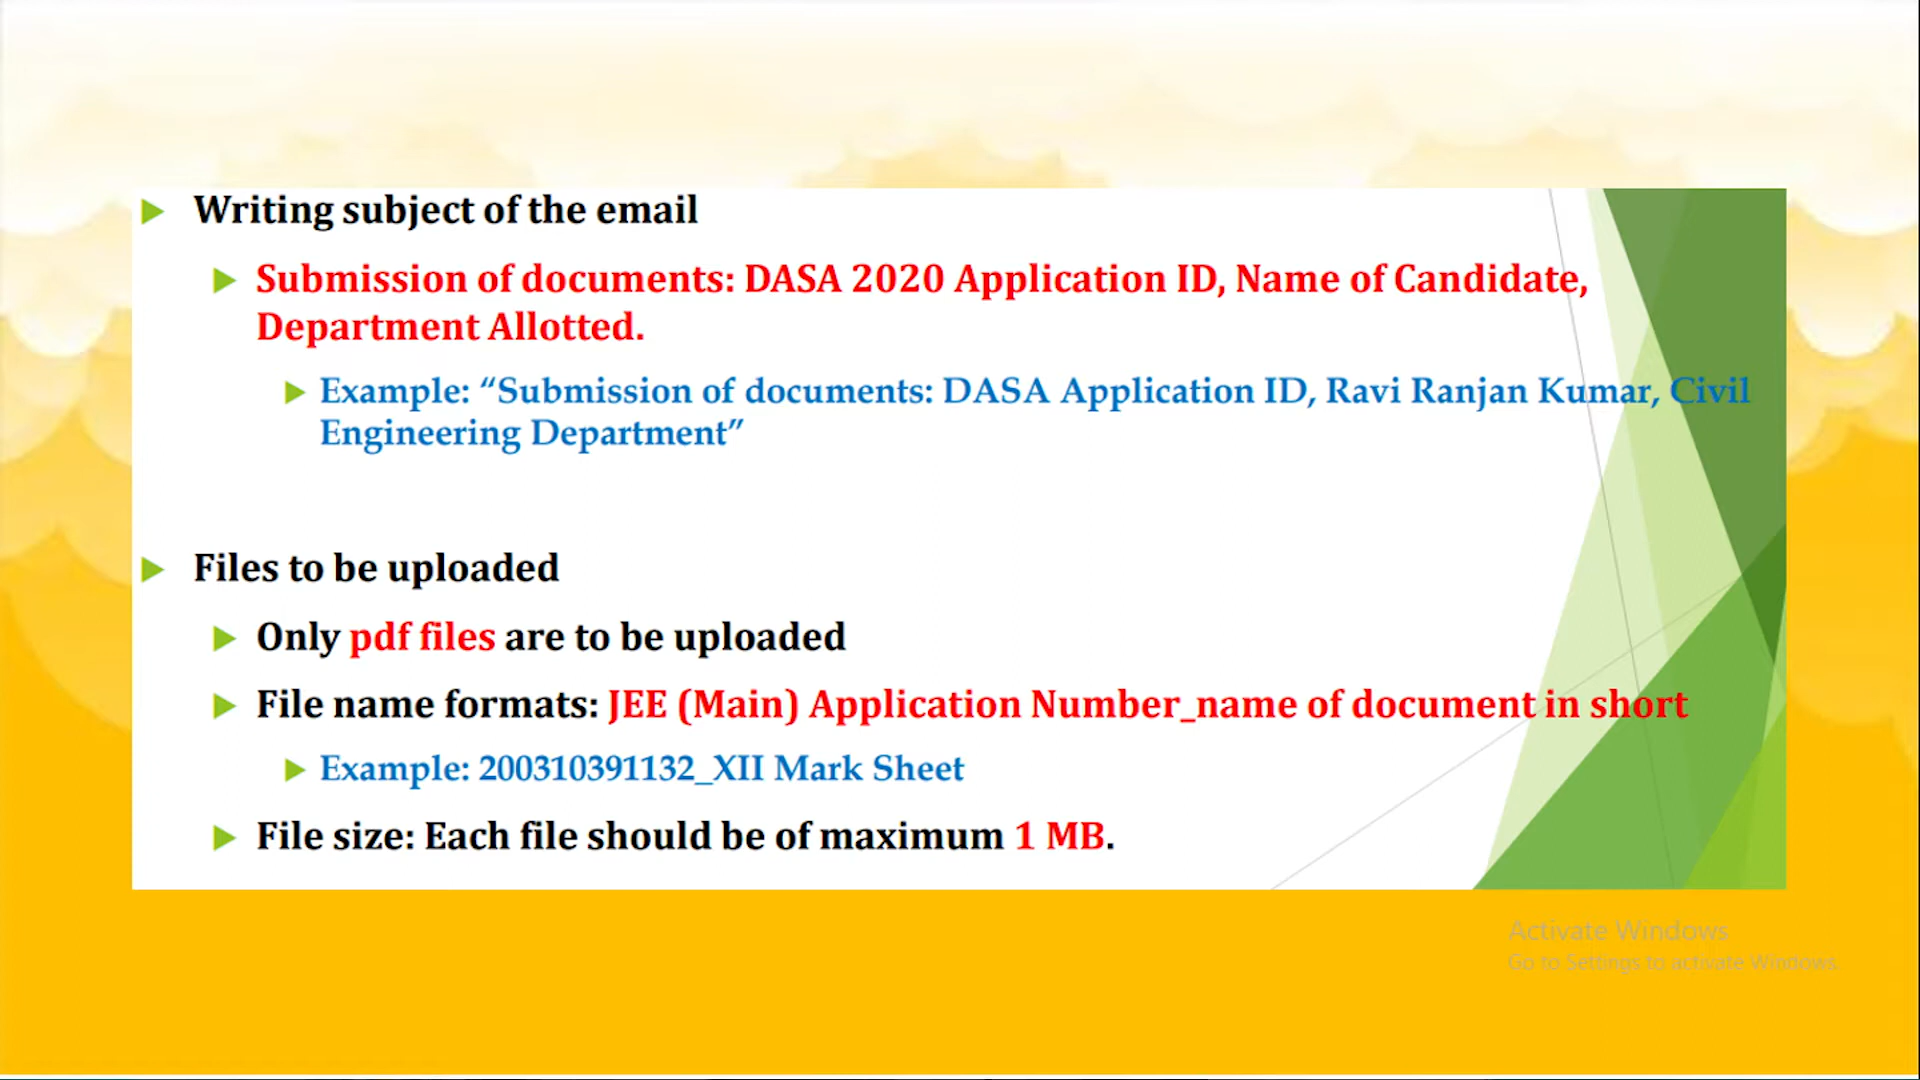 Writing subject of the email
Submission of documents: DASA 2020 Application ID, Name of Candidate,
Department Allotted.
Example: “Submission of documents: DASA Application ID, Ravi Ranjan Kumar, Civil
Engineering Department”
Files to be uploaded
Only pdf files are to be uploaded
File name formats: JEE (Main) Application Number_name of document in short
Example: 200310391132_XII Mark Sheet
File size: Each file should be of maximum 1 MB.
Activate Windows
Go to Settings to activate Windows.